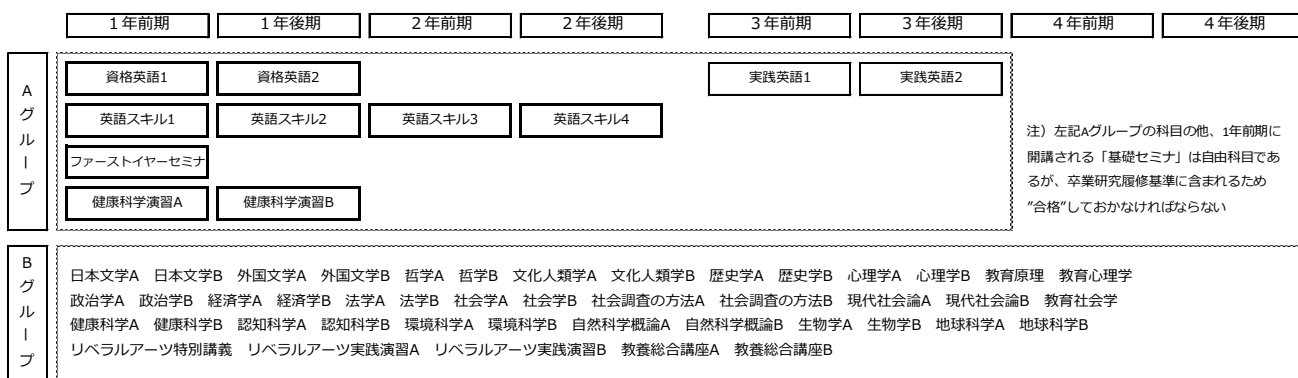 １年前期 １年後期 ２年前期 ２年後期 ３年前期 ３年後期 ４年前期 ４年後期
Aグループ
資格英語1 資格英語2 実践英語1 実践英語2
英語スキル1 英語スキル2 英語スキル3 英語スキル4
ファーストイヤーセミナ
健康科学演習A 健康科学演習B
注）左記Aグループの科目の他、1年前期に
開講される「基礎セミナ」は自由科目であ
るが、卒業研究履修基準に含まれるため
”合格”しておかなければならない
Bグループ
日本文学A 日本文学B 外国文学A 外国文学B 哲学A 哲学B 文化人類学A 文化人類学B 歴史学A 歴史学B 心理学A 心理学B 教育原理 教育心理学
政治学A 政治学B 経済学A 経済学B 法学A 法学B 社会学A 社会学B 社会調査の方法A 社会調査の方法B 現代社会論A 現代社会論B 教育社会学
健康科学A 健康科学B 認知科学A 認知科学B 環境科学A 環境科学B 自然科学概論A 自然科学概論B 生物学A 生物学B 地球科学A 地球科学B
リベラルアーツ特別講義 リベラルアーツ実践演習A リベラルアーツ実践演習B 教養総合講座A 教養総合講座B